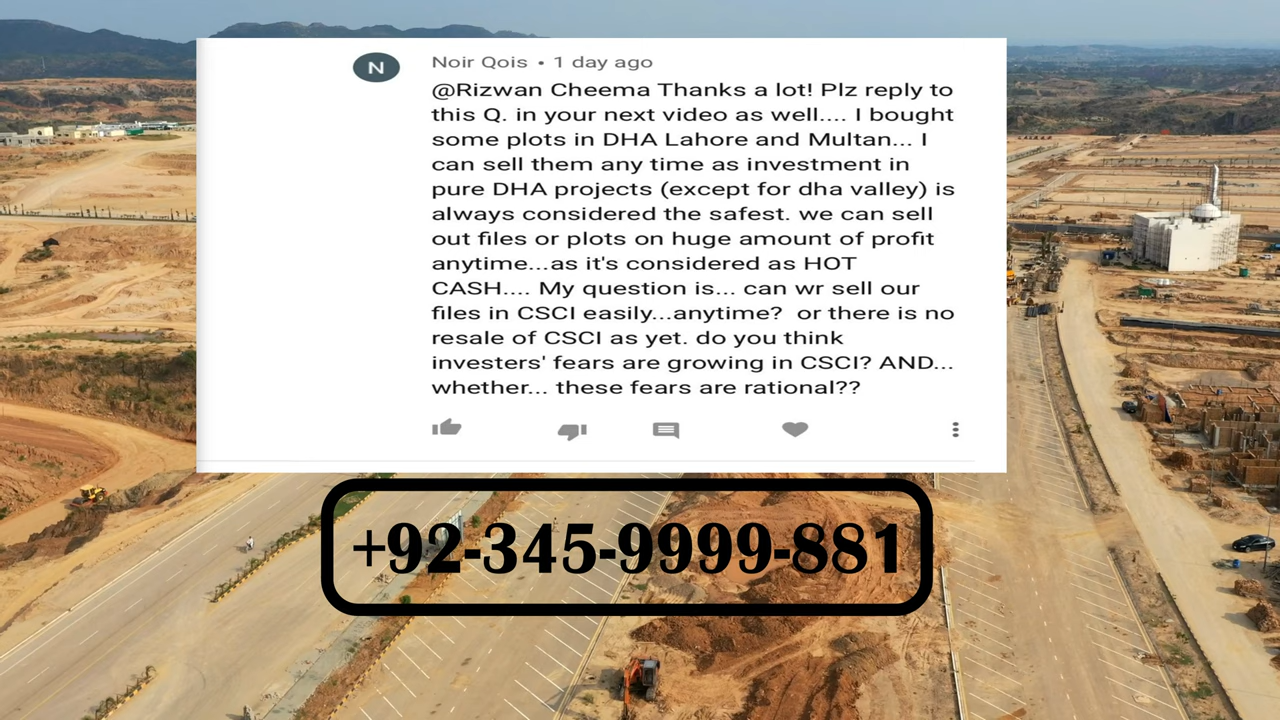 N
Noir Qois • 1 day ago
@Rizwan Cheema Thanks a lot! Plz reply to
this Q. in your next video as well.... I bought
some plots in DHA Lahore and Multan... I
can sell them any time as investment in
pure DHA projects (except for dha valley) is
always considered the safest. we can sell
out files or plots on huge amount of profit
anytime...as it's considered as HOT
CASH.... My question is... can wr sell our
files in CSCI easily...anytime?  or there is no
resale of CSCI as yet. do you think
investers' fears are growing in CSCI? AND...
whether... these fears are rational??
+92-345-9999-881